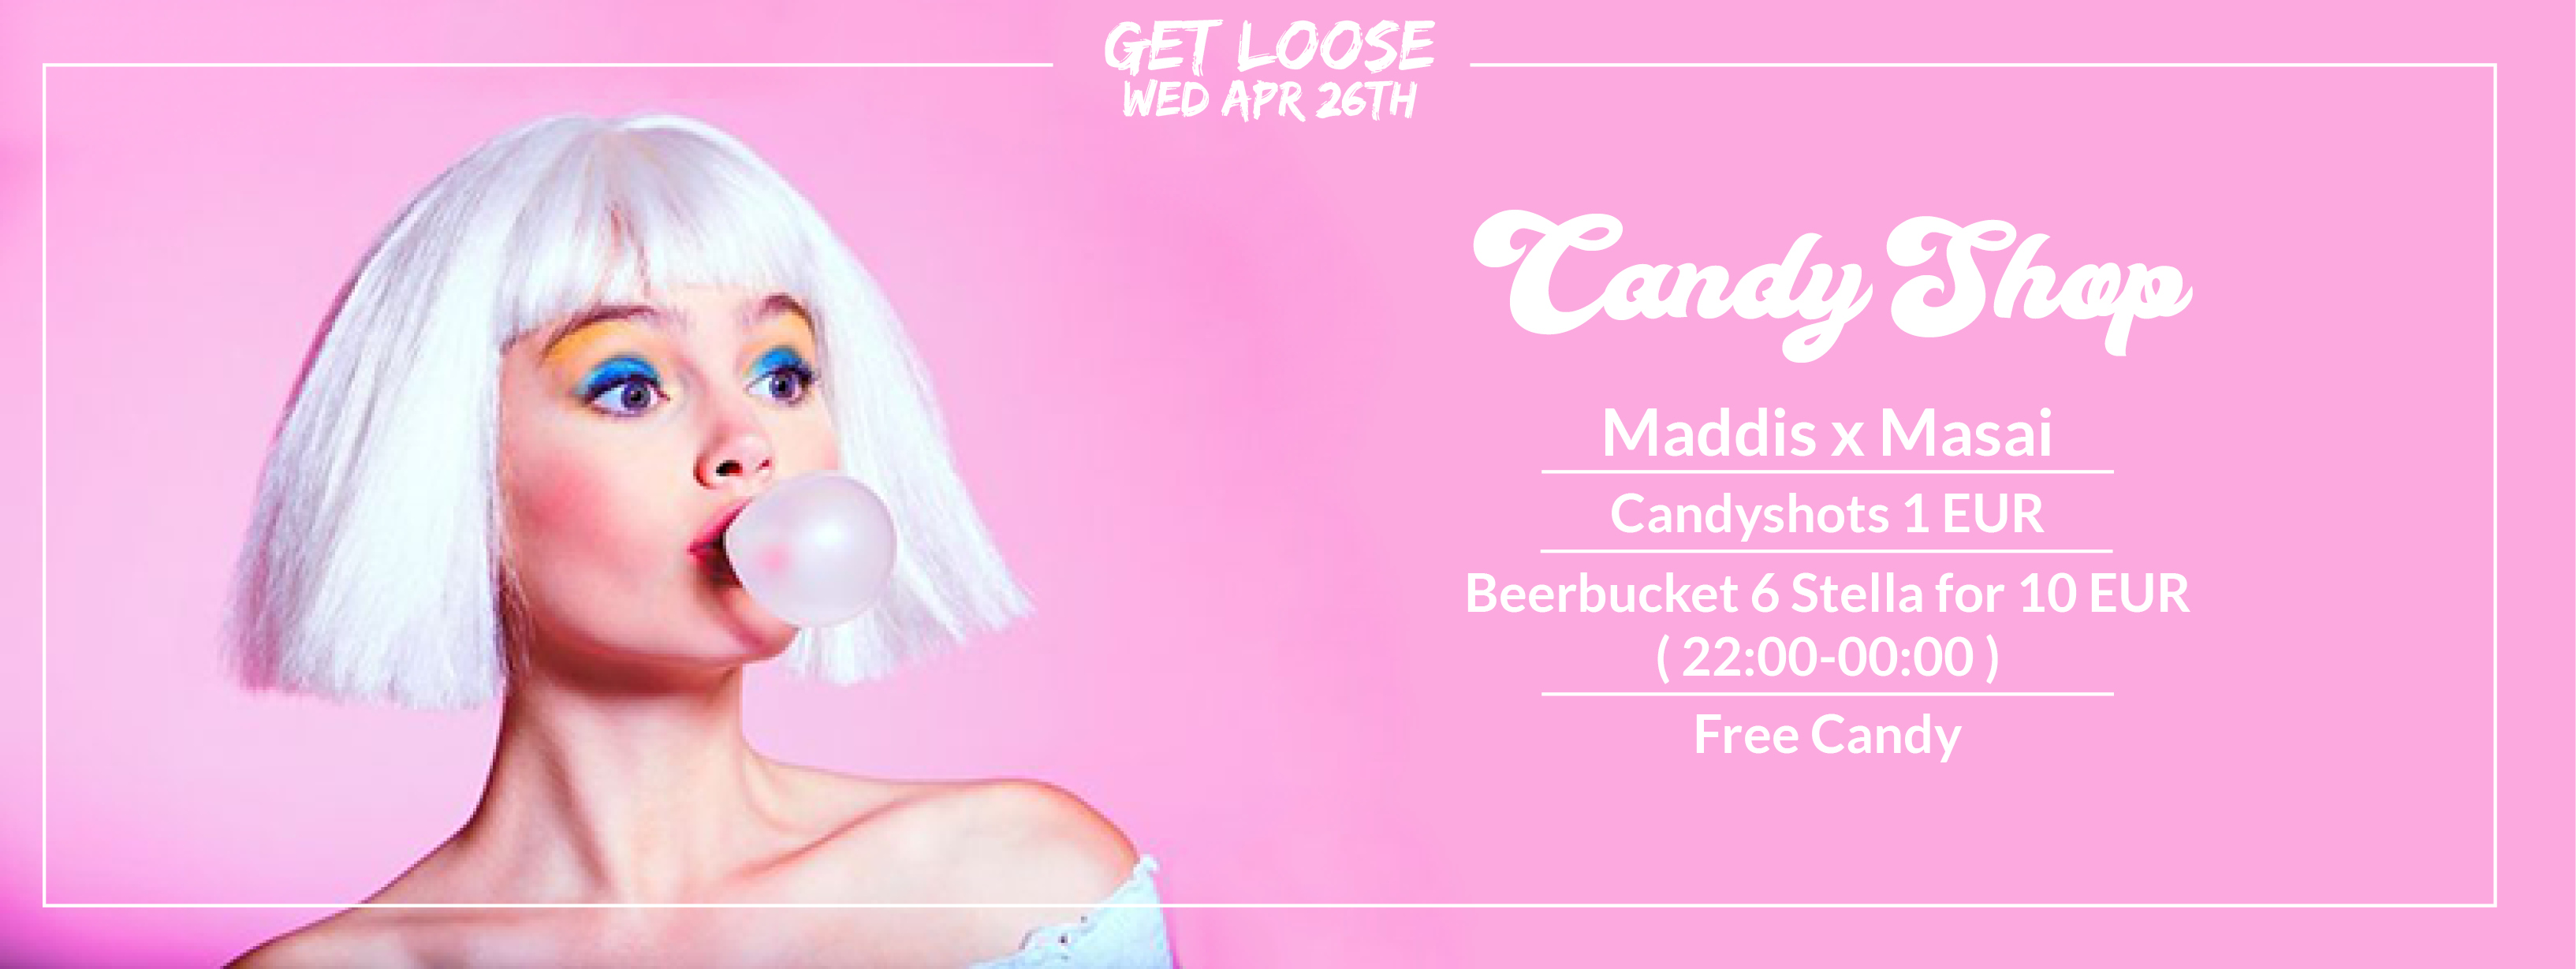 GET LOOSE
WED APR 26TH
Candy Shop
Maddis x Masai
Candyshots 1 EUR
Beerbucket 6 Stella for 10 EUR
( 22:00-00:00 )
Free Candy